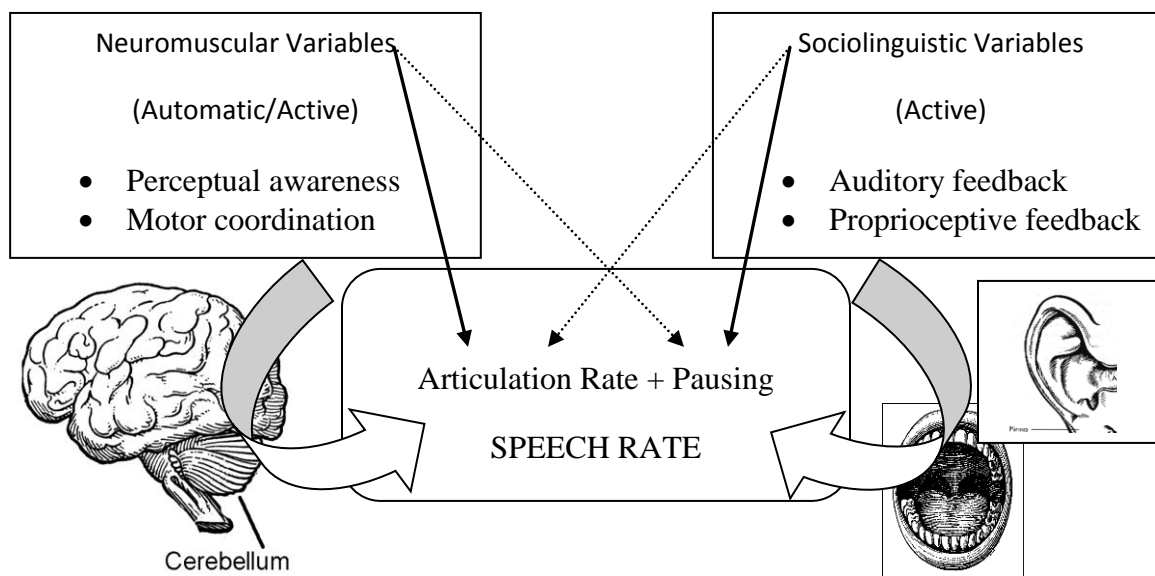 Neuromuscular Variables
(Automatic/Active)
• Perceptual awareness
• Motor coordination
Sociolinguistic Variables
(Active)
• Auditory feedback
• Proprioceptive feedback
Articulation Rate + Pausing
SPEECH RATE
Cerebellum
Pinna